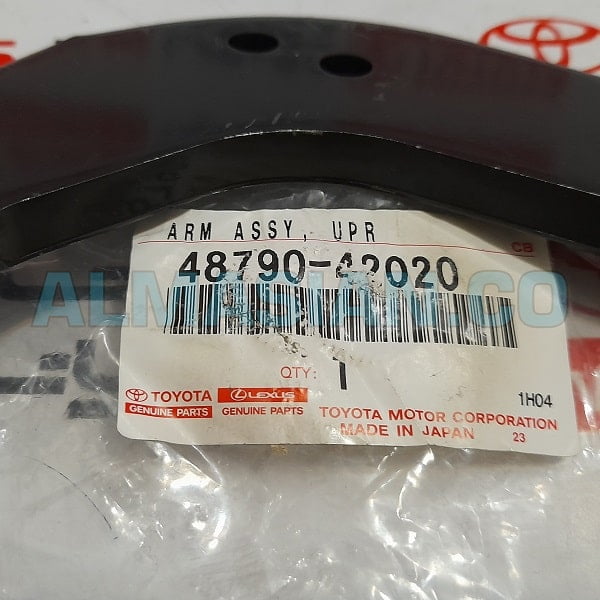 ARM ASSY, UPR
CB
48790-42020
ALMASIAN.CO
QTY: 1
TOYOTA
GENUINE PARTS
LEXUS
GENUINE PARTS
1H04
TOYOTA MOTOR CORPORATION
MADE IN JAPAN 23